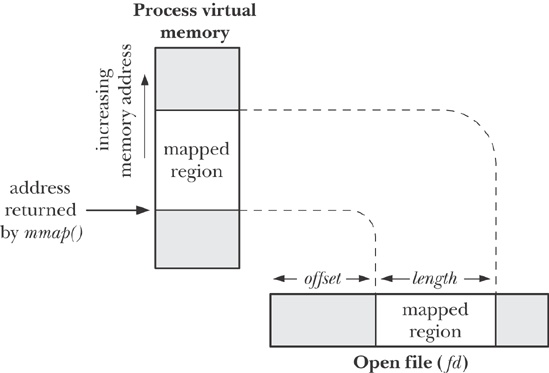 Process virtual
memory
increasing
memory address
mapped
region
address
returned
by mmap()
offset
length
mapped
region
Open file (fd)